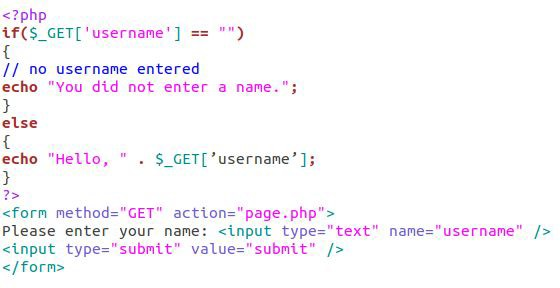 <?php
if($_GET['username'] == "")
{
// no username entered
echo "You did not enter a name.";
}
else
{
echo "Hello, " . $_GET[’username’];
}
?>
<form method="GET" action="page.php">
Please enter your name: <input type="text" name="username" />
<input type="submit" value="submit" />
</form>